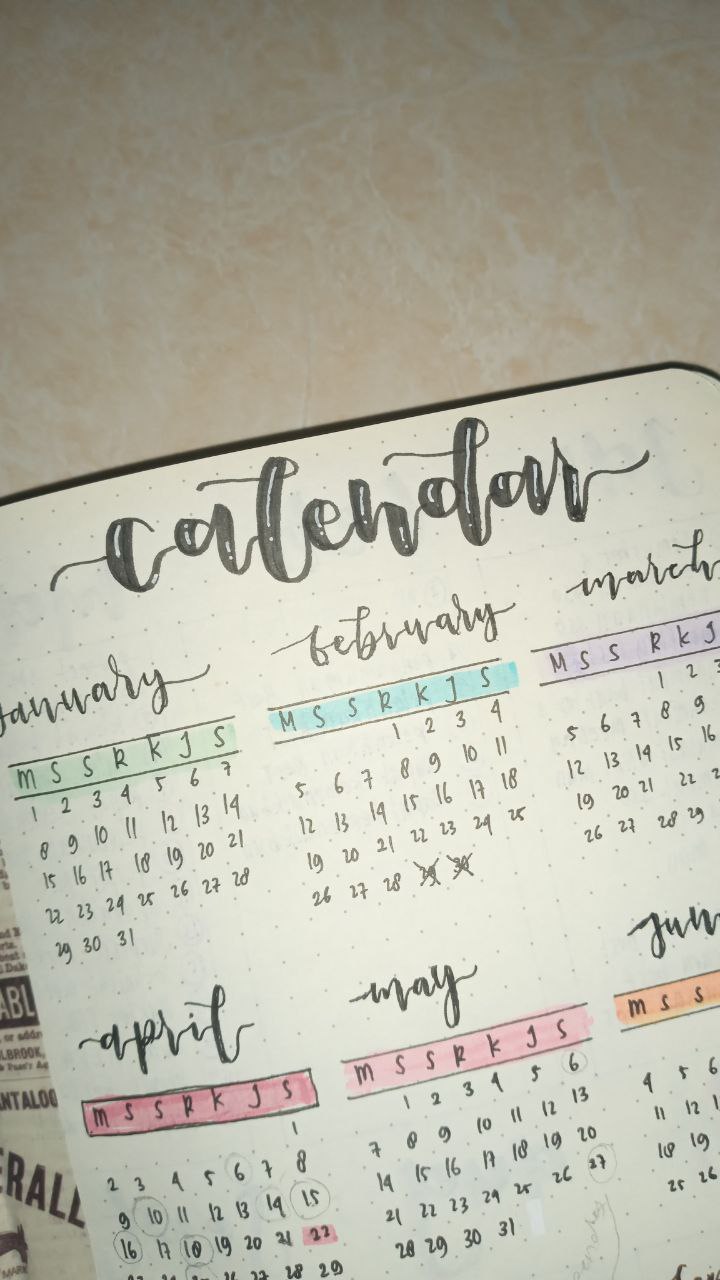 calendar
january
M S S R K J S
1 2 3 4 5 6 7
8 9 10 11 12 13 14
15 16 17 18 19 20 21
22 23 24 25 26 27 28
29 30 31
february
M S S R K J S
1 2 3 4
5 6 7 8 9 10 11
12 13 14 15 16 17 18
19 20 21 22 23 24 25
26 27 28 29 30
march
M S S R K J
1 2 3
5 6 7 8 9
12 13 14 15 16
19 20 21 22
26 27 28 29
april
M S S R K J S
1
2 3 4 5 6 7 8
9 10 11 12 13 14 15
16 17 18 19 20 21 22
26 27 28 29
may
M S S R K J S
1 2 3 4 5 6
7 8 9 10 11 12 13
14 15 16 17 18 19 20
21 22 23 24 25 26 27
28 29 30 31
jun
M S S
4 5 6
11 12
18 19
25 26